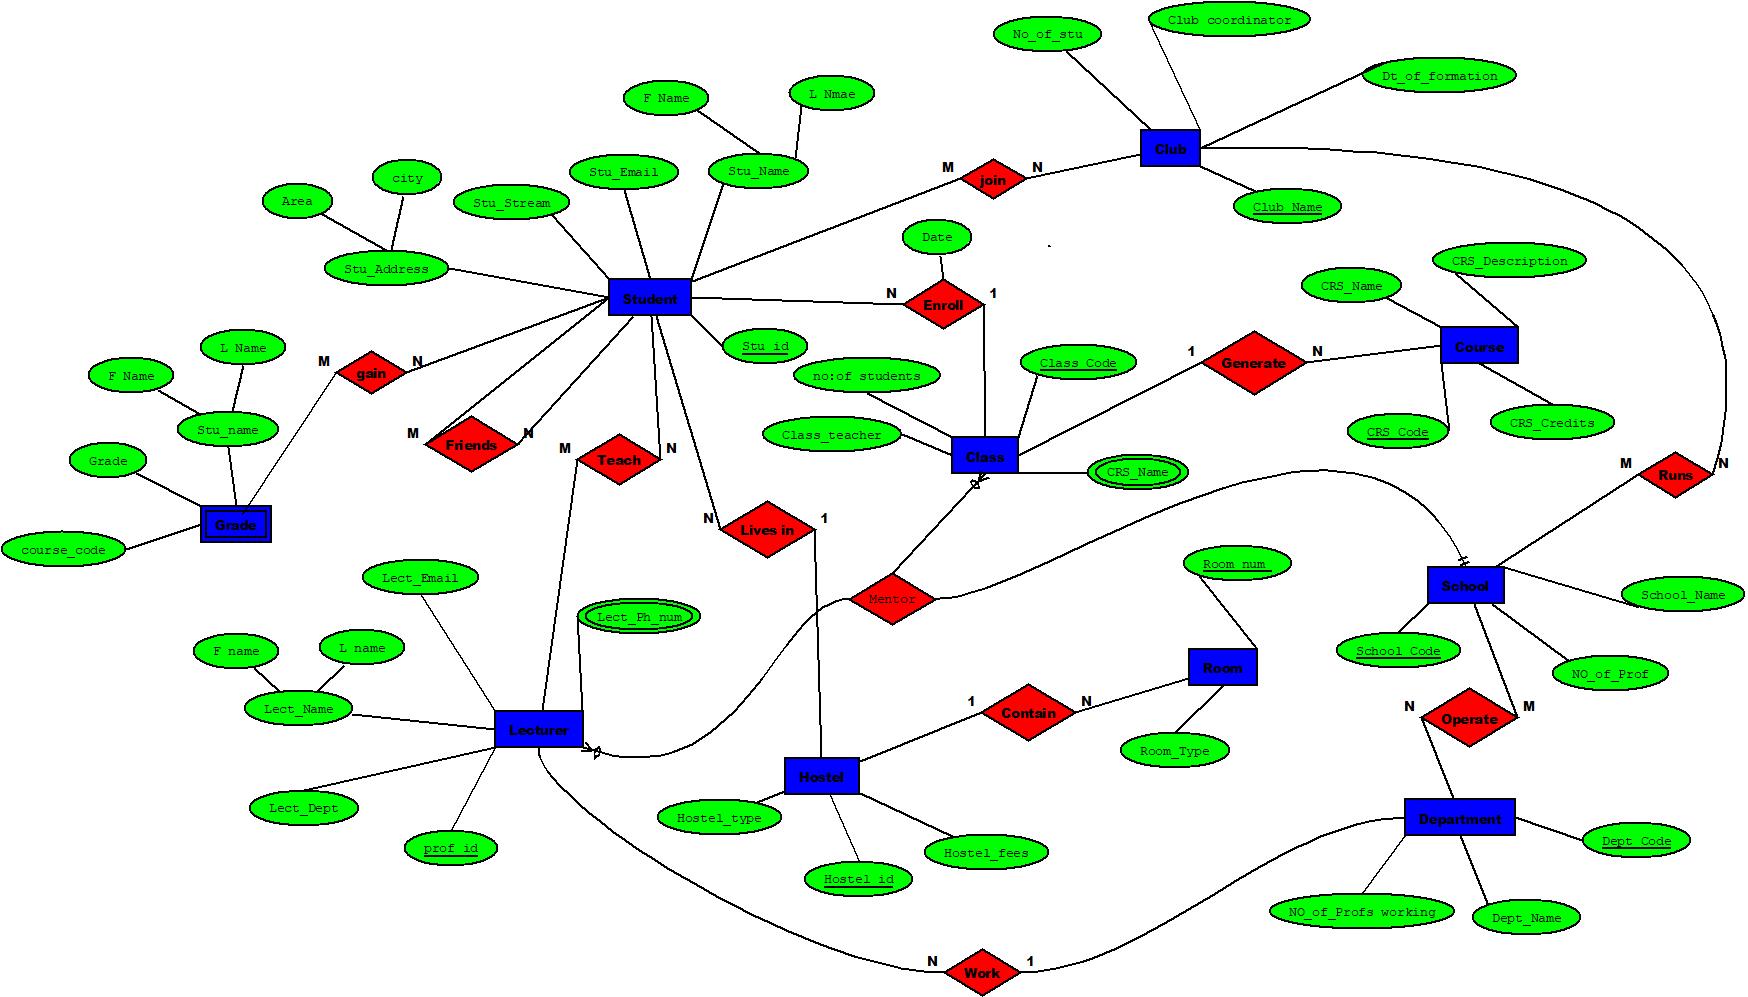 Club coordinator
No_of_stu
Dt_of_formation
F Name
L Nmae
Club
Stu_Email
Stu_Name
M
join
N
city
Area
Stu_Stream
Club_Name
Date
Stu_Address
CRS_Description
CRS_Name
Student
N
Enroll
1
Stu_id
L Name
F Name
M
gain
N
no:of students
Class_Code
1
Generate
N
Course
Stu_name
M
Friends
N
Class_teacher
CRS_Code
CRS_Credits
Grade
M
Teach
N
Class
CRS_Name
M
Runs
N
Grade
course_code
N
Lives in
1
Lect_Email
Room num
Mentor
School
School_Name
Lect_Ph_num
F name
L name
School_Code
Room
NO_of_Prof
Lect_Name
1
Contain
N
N
Operate
M
Lecturer
Room_Type
Hostel
Lect_Dept
Hostel_type
Department
prof_id
Hostel_fees
Dept_Code
Hostel_id
NO_of_Profs working
Dept_Name
N
Work
1